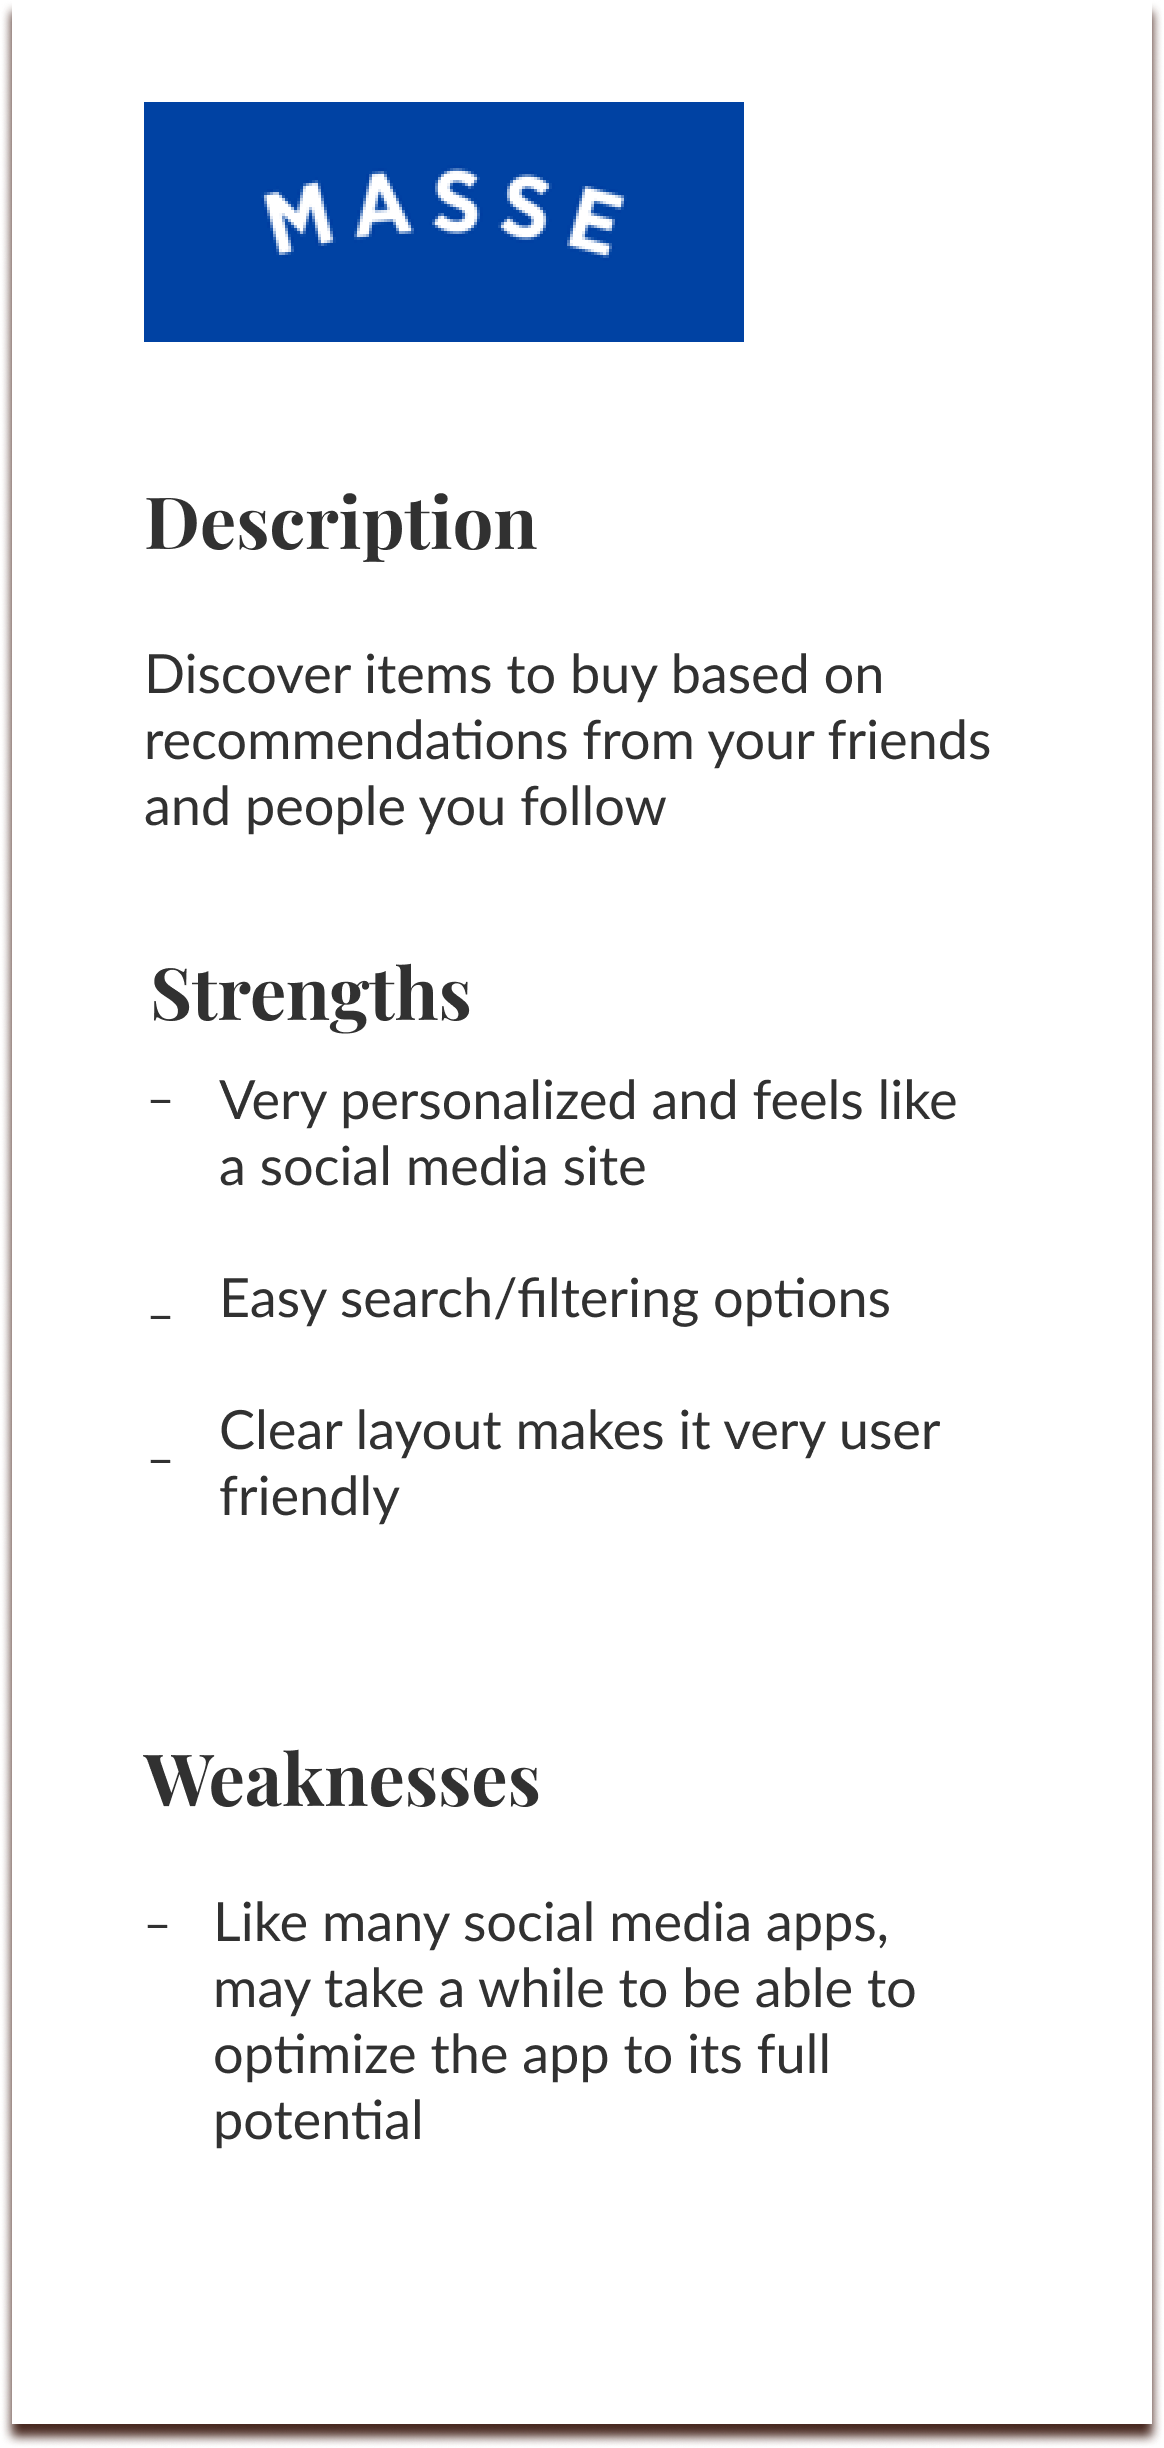 MASSE
Description
Discover items to buy based on
recommendations from your friends
and people you follow
Strengths
– Very personalized and feels like
a social media site
– Easy search/filtering options
– Clear layout makes it very user
friendly
Weaknesses
– Like many social media apps,
may take a while to be able to
optimize the app to its full
potential